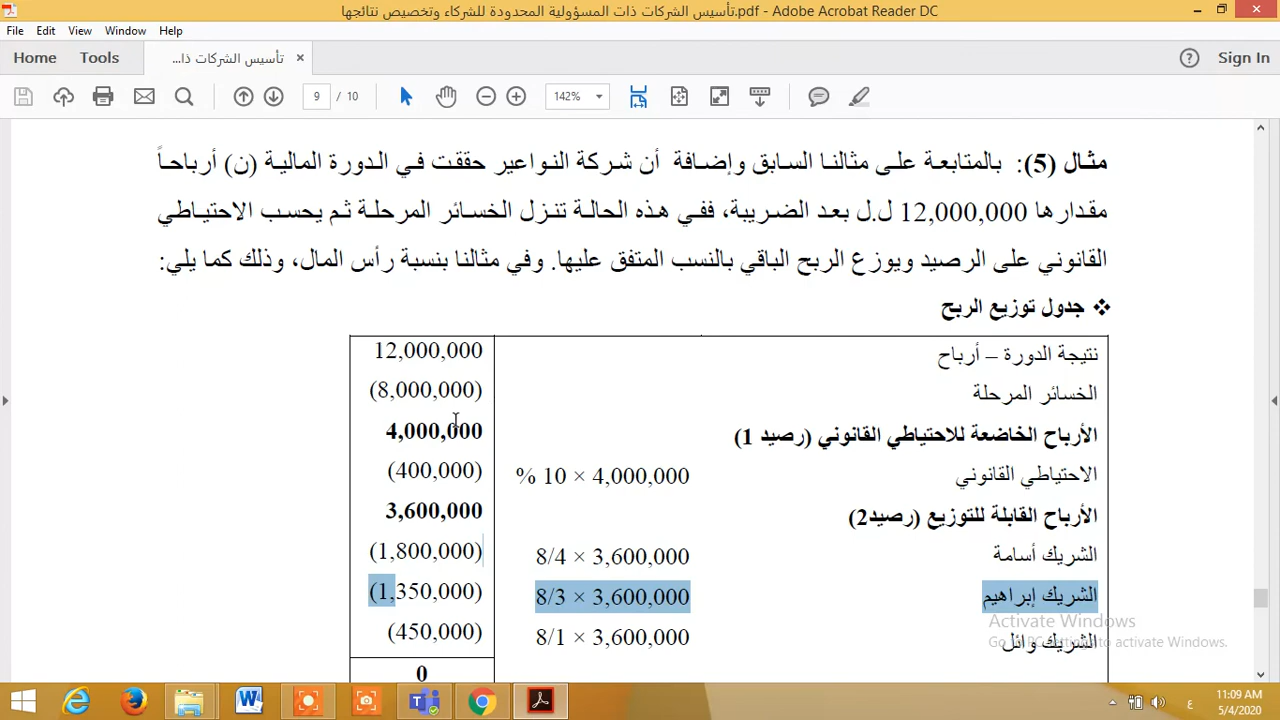 تأسيس الشركات ذات المسؤولية المحدودة للشركاء وتخصيص نتائجها.pdf - Adobe Acrobat Reader DC
File Edit View Window Help
Home Tools تأسيس الشركات ذا... × Sign In
9 / 10 142%
مثال (5): بالمتابعة على مثالنا السابق وإضافة أن شركة النواعير حققت في الدورة المالية (ن) أرباحاً
مقدارها 12,000,000 ل.ل بعد الضريبة، ففي هذه الحالة تنزل الخسائر المرحلة ثم يحسب الاحتياطي
القانوني على الرصيد ويوزع الربح الباقي بالنسب المتفق عليها. وفي مثالنا بنسبة رأس المال، وذلك كما يلي:
❖ جدول توزيع الربح
نتيجة الدورة – أرباح 12,000,000
الخسائر المرحلة (8,000,000)
الأرباح الخاضعة للاحتياطي القانوني (رصيد 1) 4,000,000
الاحتياطي القانوني 4,000,000 × 10 % (400,000)
الأرباح القابلة للتوزيع (رصيد2) 3,600,000
الشريك أسامة 3,600,000 × 8/4 (1,800,000)
الشريك إبراهيم 3,600,000 × 8/3 (1,350,000)
الشريك وائل 3,600,000 × 8/1 (450,000)
0
Activate Windows
Go to PC settings to activate Windows.
ع 11:09 AM
5/4/2020